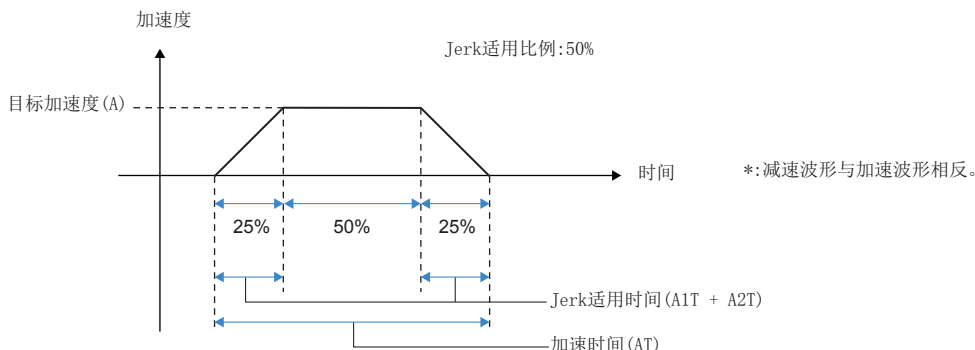 加速度
Jerk适用比例:50%
目标加速度(A)
时间
*:减速波形与加速波形相反。
25%
50%
25%
Jerk适用时间(A1T + A2T)
加速时间(AT)